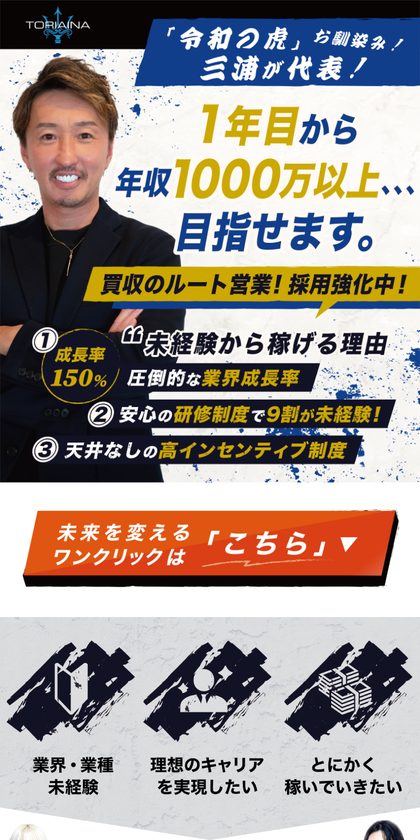 TORIAINA
「令和の虎」お馴染み!
三浦が代表!
1年目から
年収1000万以上...
目指せます。
買収のルート営業!採用強化中!
“未経験から稼げる理由
① 成長率
150%
圧倒的な業界成長率
② 安心の研修制度で9割が未経験!
③ 天井なしの高インセンティブ制度
未来を変える
ワンクリックは
「こちら」▼
業界・業種
未経験
理想のキャリア
を実現したい
とにかく
稼いでいきたい